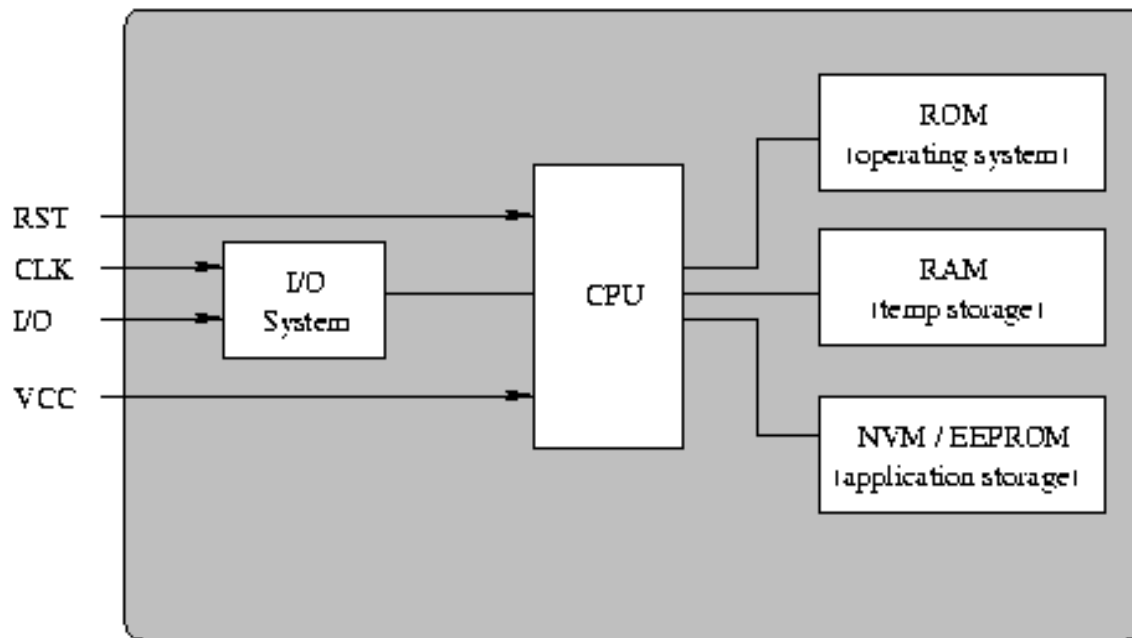 ROM
(operating system)
RST
CLK
I/O
VCC
I/O
System
CPU
RAM
(temp storage)
NVM / EEPROM
(application storage)